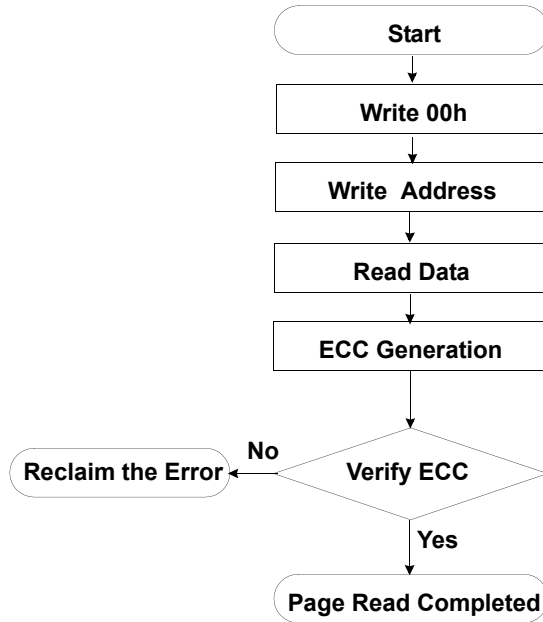 Start
Write 00h
Write Address
Read Data
ECC Generation
No
Reclaim the Error
Verify ECC
Yes
Page Read Completed